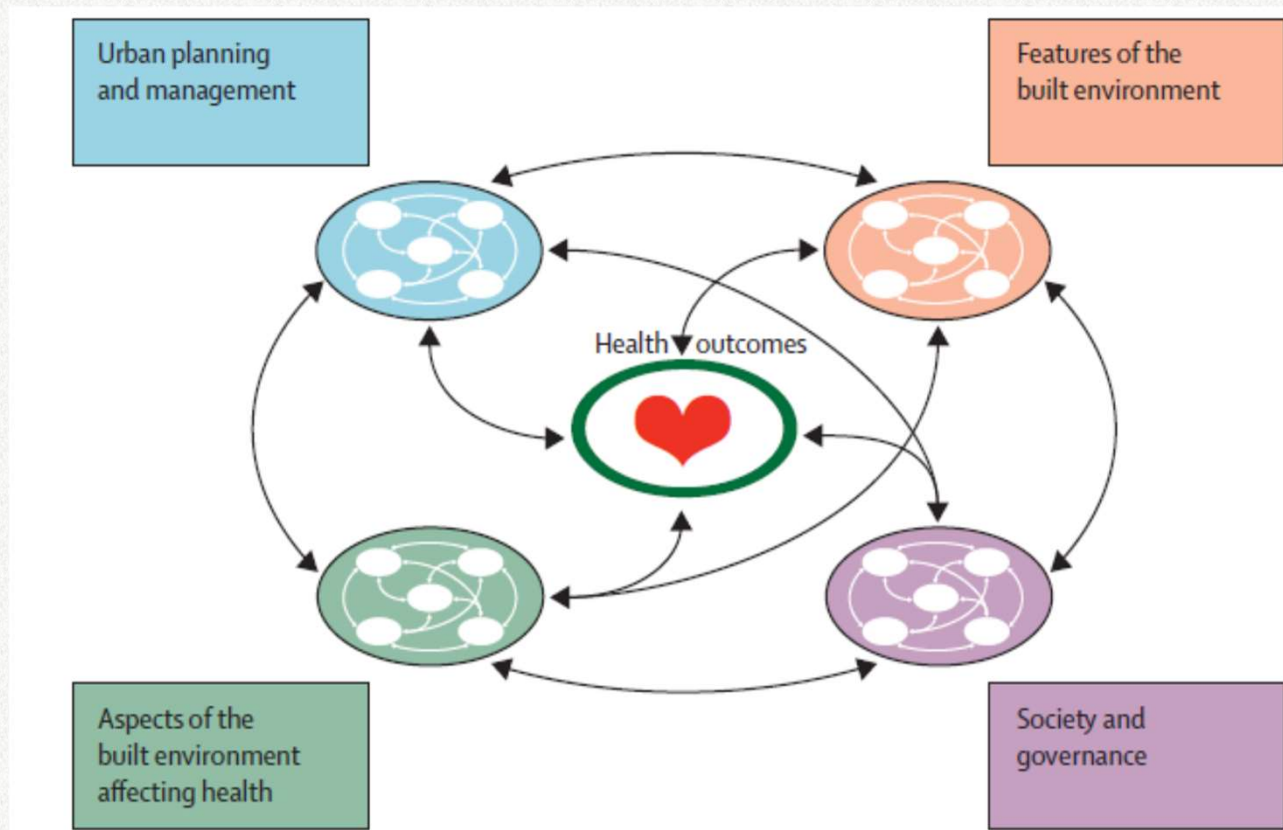 Urban planning
and management
Features of the
built environment
Health outcomes
Aspects of the
built environment
affecting health
Society and
governance